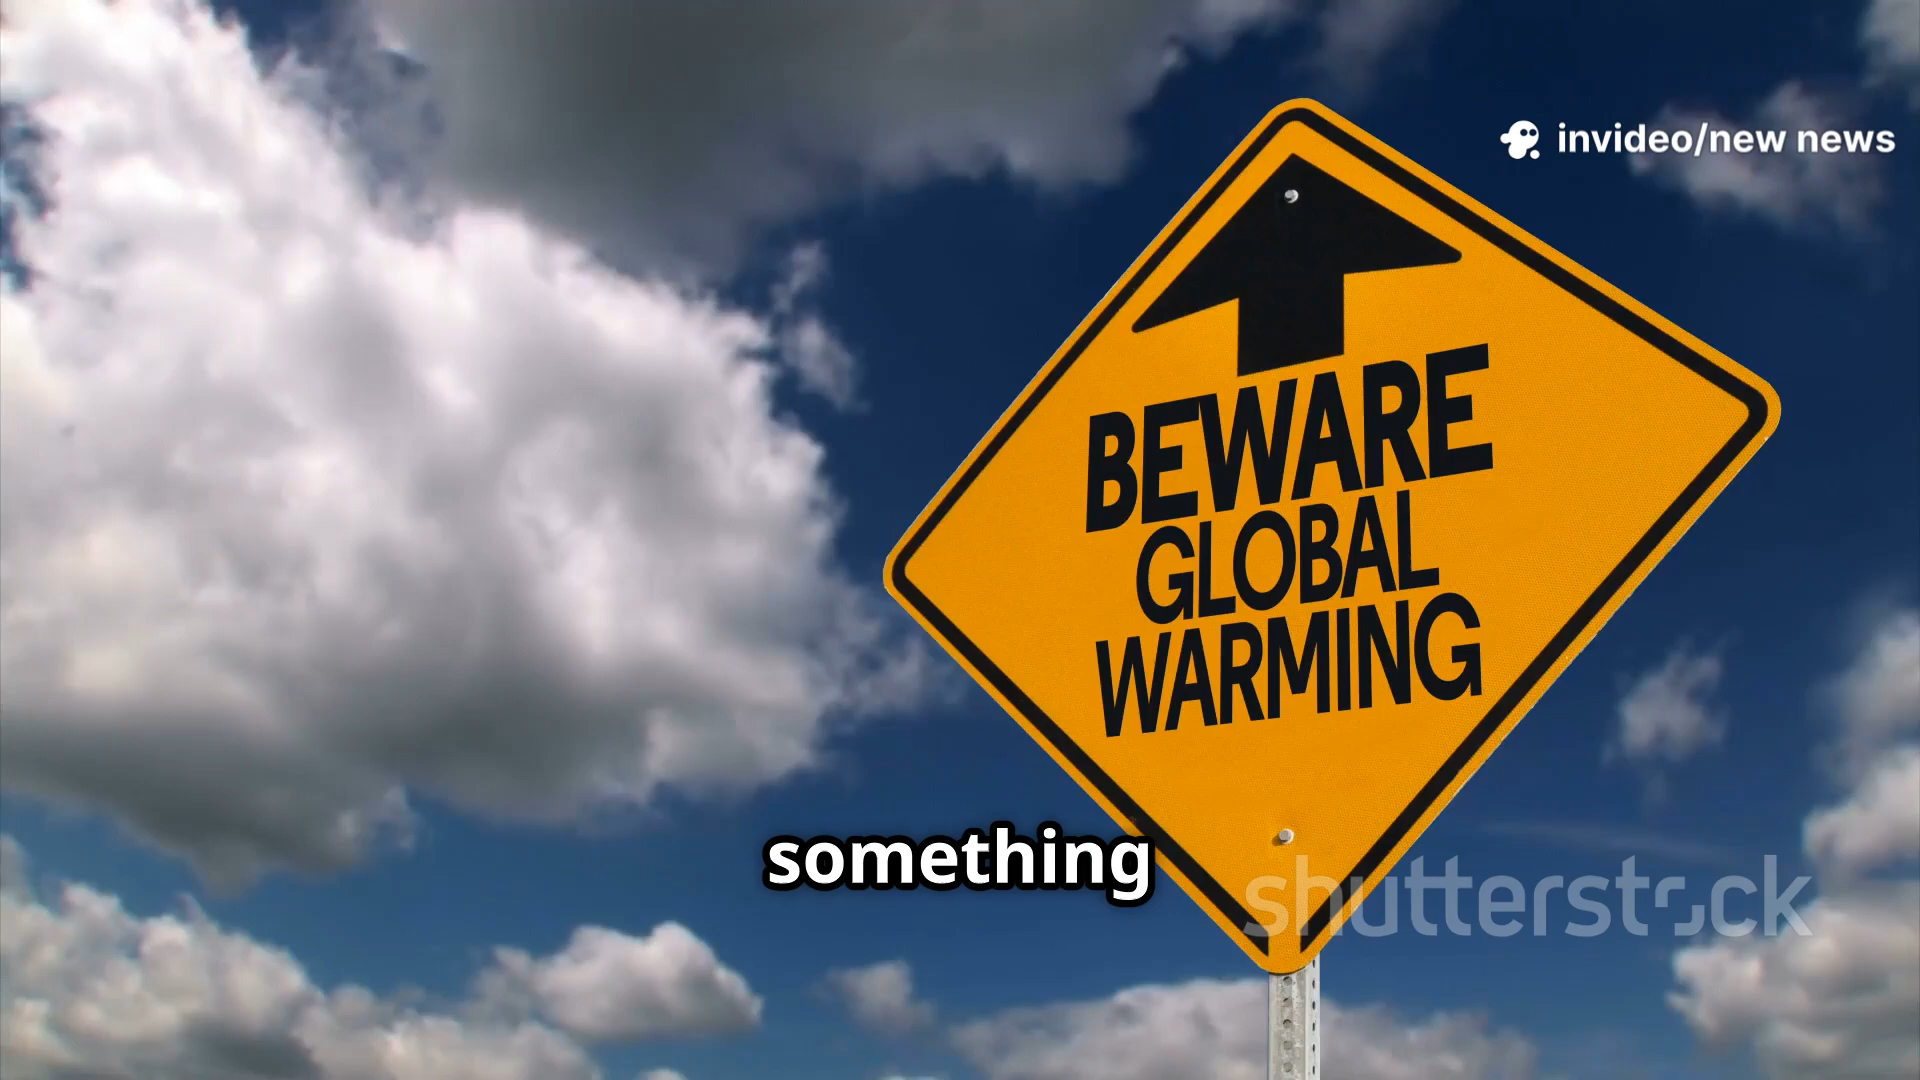 invideo/new news
BEWARE
GLOBAL
WARMING
something
shutterstock